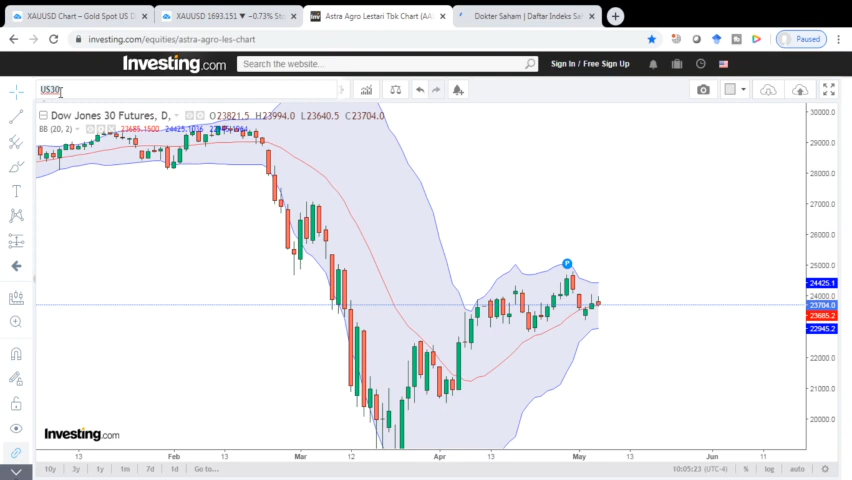 XAUUSD Chart – Gold Spot US D
XAUUSD 1693.151 ▼ −0.73% Sta
Astra Agro Lestari Tbk Chart (AA
Dokter Saham | Daftar Indeks Sa
investing.com/equities/astra-agro-les-chart
Paused
Investing.com
Search the website...
Sign In / Free Sign Up
US30
Dow Jones 30 Futures, D,
O23821.5 H23994.0 L23640.5 C23704.0
BB (20, 2)
23685.1500 24425.1036
30000.0
29000.0
28000.0
27000.0
26000.0
25000.0
24425.1
24000.0
23704.0
23685.2
22945.2
22000.0
21000.0
20000.0
P
Investing.com
13 Feb 13 Mar 12 Apr 13 May 13 Jun 11
10y 3y 1y 1m 7d 1d Go to...
10:05:23 (UTC-4) % log auto